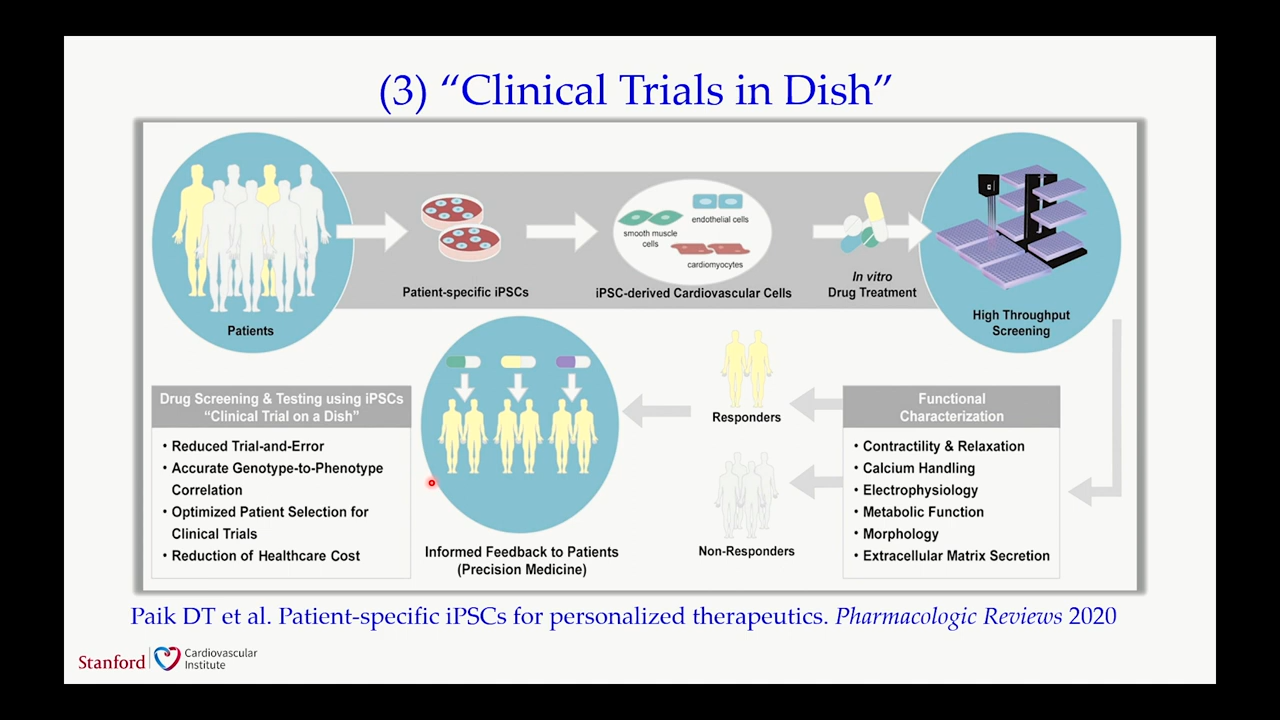 (3) “Clinical Trials in Dish”
Patients
Patient-specific iPSCs
smooth muscle
cells
endothelial cells
cardiomyocytes
iPSC-derived Cardiovascular Cells
In vitro
Drug Treatment
High Throughput
Screening
Functional
Characterization
• Contractility & Relaxation
• Calcium Handling
• Electrophysiology
• Metabolic Function
• Morphology
• Extracellular Matrix Secretion
Responders
Non-Responders
Informed Feedback to Patients
(Precision Medicine)
Drug Screening & Testing using iPSCs
“Clinical Trial on a Dish”
• Reduced Trial-and-Error
• Accurate Genotype-to-Phenotype
Correlation
• Optimized Patient Selection for
Clinical Trials
• Reduction of Healthcare Cost
Paik DT et al. Patient-specific iPSCs for personalized therapeutics. Pharmacologic Reviews 2020
Stanford
Cardiovascular
Institute